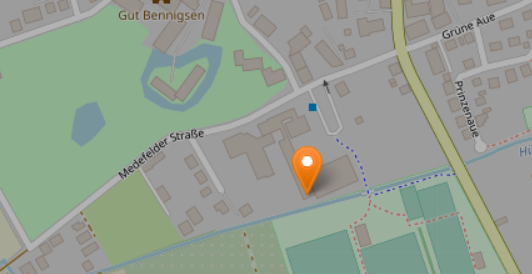 Gut Bennigsen
Grüne Aue
Prinzenaue
Medefelder Straße